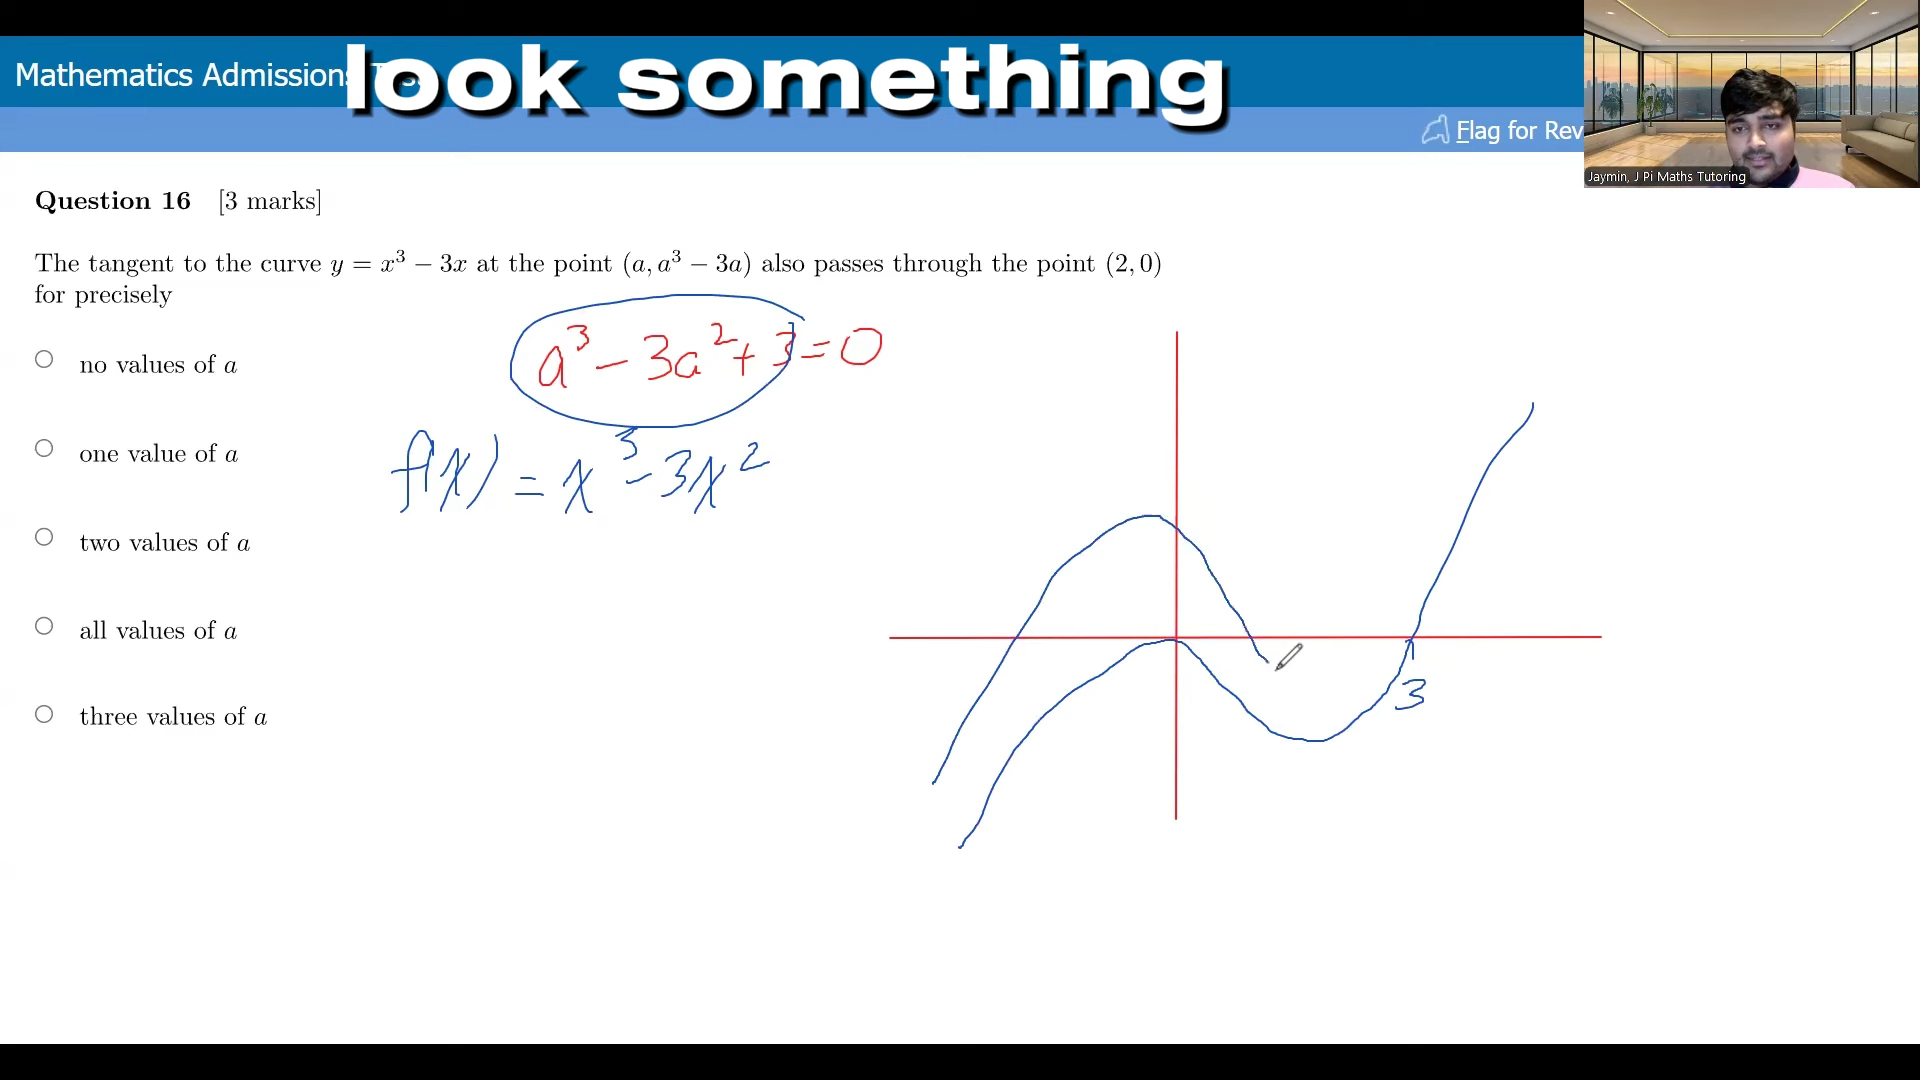 Mathematics Admissions
look something
Flag for Rev
Jaymin, J Pi Maths Tutoring
Question 16 [3 marks]
The tangent to the curve y = x³ − 3x at the point (a, a³ − 3a) also passes through the point (2, 0)
for precisely
a³ − 3a² + 3 = 0
no values of a
one value of a
f(x) = x³ − 3x²
two values of a
all values of a
3
three values of a